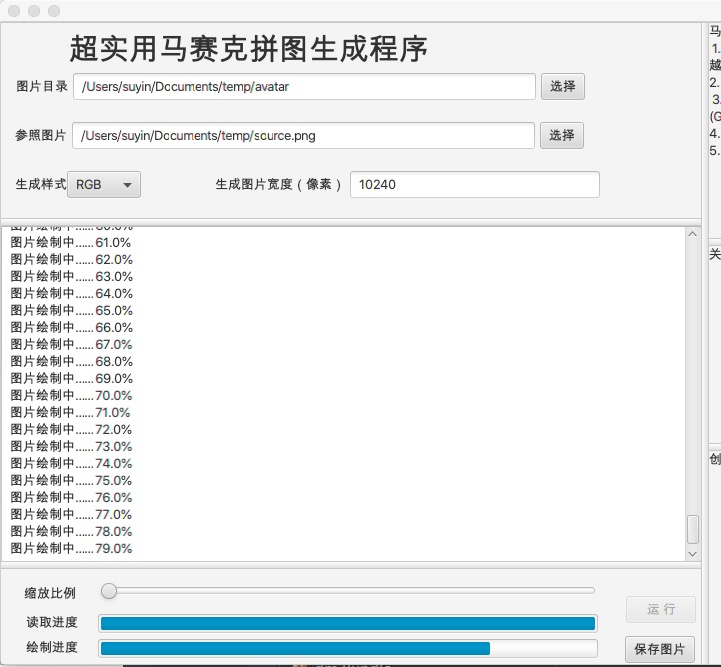 超实用马赛克拼图生成程序
图片目录 /Users/suyin/Documents/temp/avatar 选择
参照图片 /Users/suyin/Documents/temp/source.png 选择
生成样式 RGB 生成图片宽度（像素） 10240
图片绘制中......61.0%
图片绘制中......62.0%
图片绘制中......63.0%
图片绘制中......64.0%
图片绘制中......65.0%
图片绘制中......66.0%
图片绘制中......67.0%
图片绘制中......68.0%
图片绘制中......69.0%
图片绘制中......70.0%
图片绘制中......71.0%
图片绘制中......72.0%
图片绘制中......73.0%
图片绘制中......74.0%
图片绘制中......75.0%
图片绘制中......76.0%
图片绘制中......77.0%
图片绘制中......78.0%
图片绘制中......79.0%
缩放比例
读取进度 运 行
绘制进度 保存图片
马
1.
越
2.
3.
(G
4.
5.
关
创